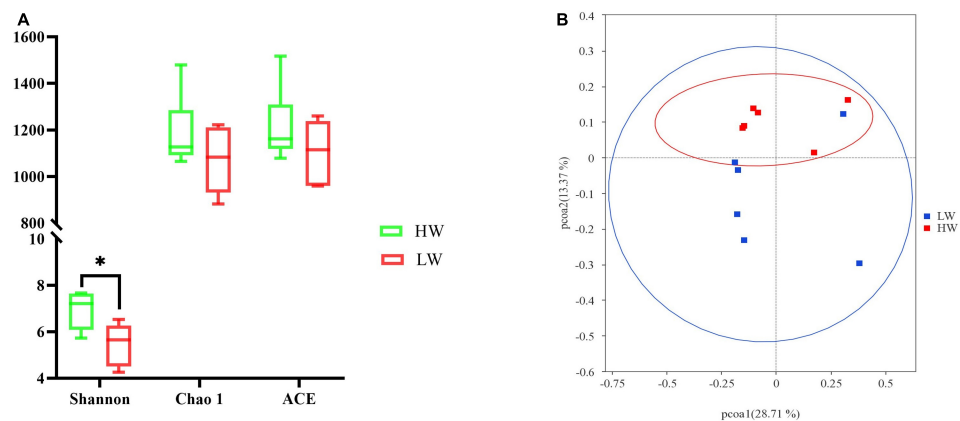 A
1600
1400
1200
1000
800
10
8
6
4
*
Shannon
Chao 1
ACE
HW
LW
B
0.4
0.3
0.2
0.1
0
-0.1
-0.2
-0.3
-0.4
-0.5
-0.6
-0.75
-0.5
-0.25
0
0.25
0.5
pcoa2(13.37 %)
pcoa1(28.71 %)
LW
HW